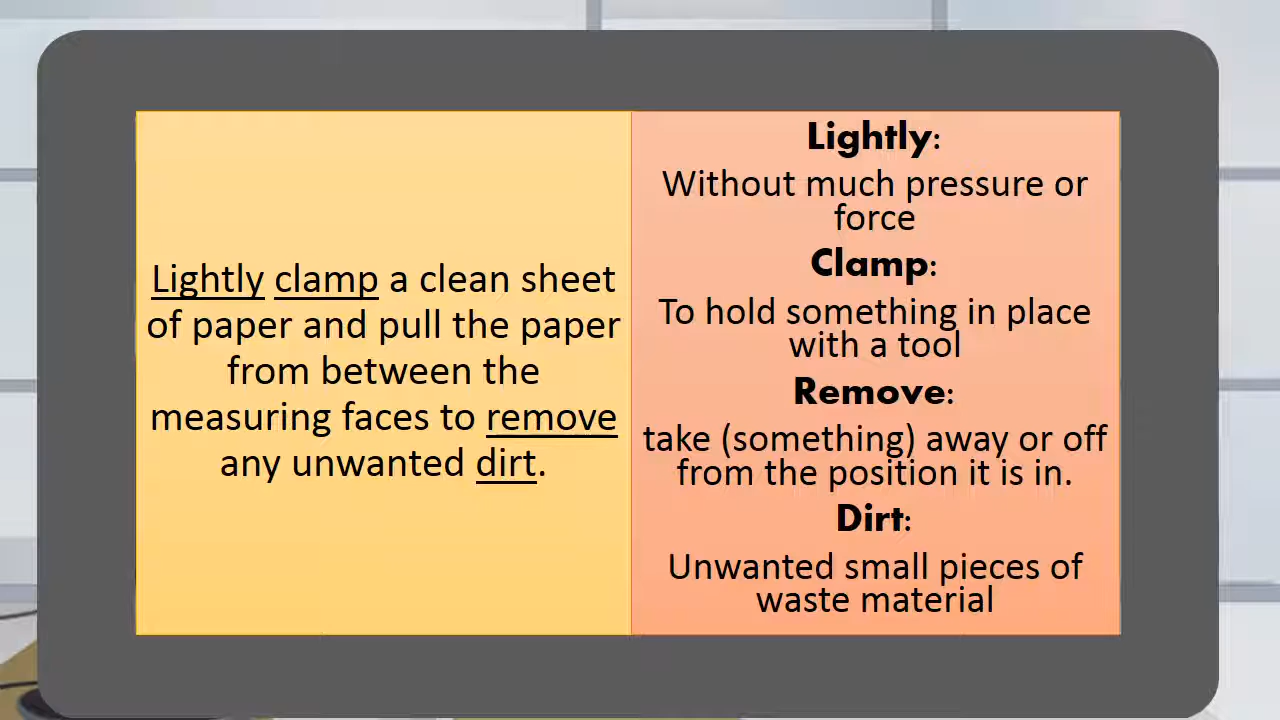 Lightly clamp a clean sheet
of paper and pull the paper
from between the
measuring faces to remove
any unwanted dirt.
Lightly:
Without much pressure or
force
Clamp:
To hold something in place
with a tool
Remove:
take (something) away or off
from the position it is in.
Dirt:
Unwanted small pieces of
waste material